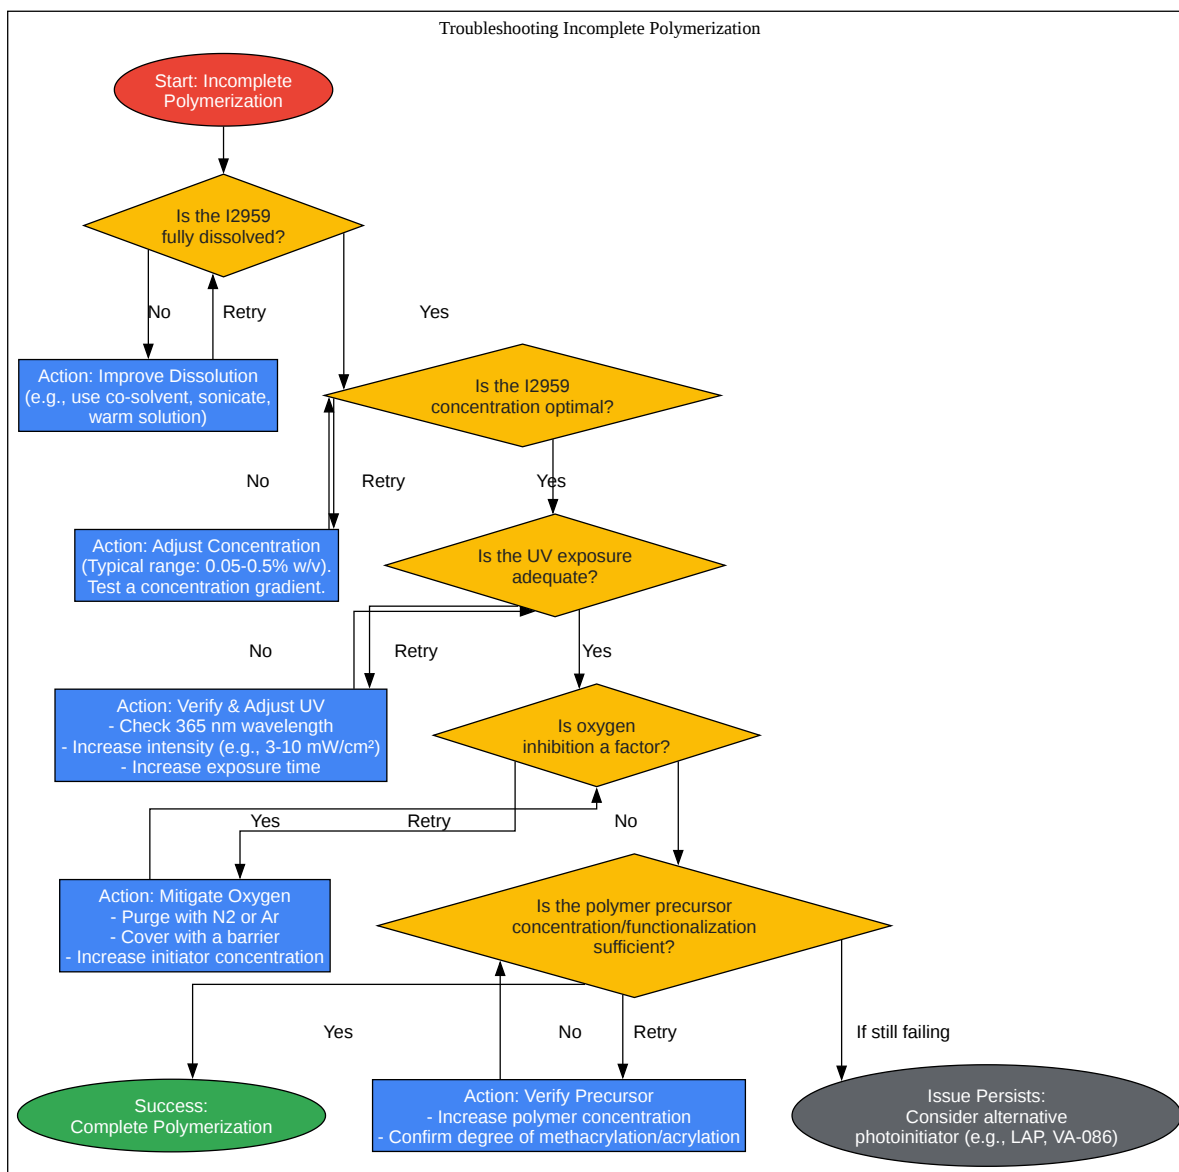 Troubleshooting Incomplete Polymerization
Start: Incomplete
Polymerization
Is the I2959
fully dissolved?
No
Retry
Yes
Action: Improve Dissolution
(e.g., use co-solvent, sonicate,
warm solution)
Is the I2959
concentration optimal?
No
Retry
Yes
Action: Adjust Concentration
(Typical range: 0.05-0.5% w/v).
Test a concentration gradient.
Is the UV exposure
adequate?
No
Retry
Yes
Action: Verify & Adjust UV
- Check 365 nm wavelength
- Increase intensity (e.g., 3-10 mW/cm²)
- Increase exposure time
Is oxygen
inhibition a factor?
Yes
Retry
No
Action: Mitigate Oxygen
- Purge with N2 or Ar
- Cover with a barrier
- Increase initiator concentration
Is the polymer precursor
concentration/functionalization
sufficient?
Yes
No
Retry
If still failing
Success:
Complete Polymerization
Action: Verify Precursor
- Increase polymer concentration
- Confirm degree of methacrylation/acrylation
Issue Persists:
Consider alternative
photoinitiator (e.g., LAP, VA-086)